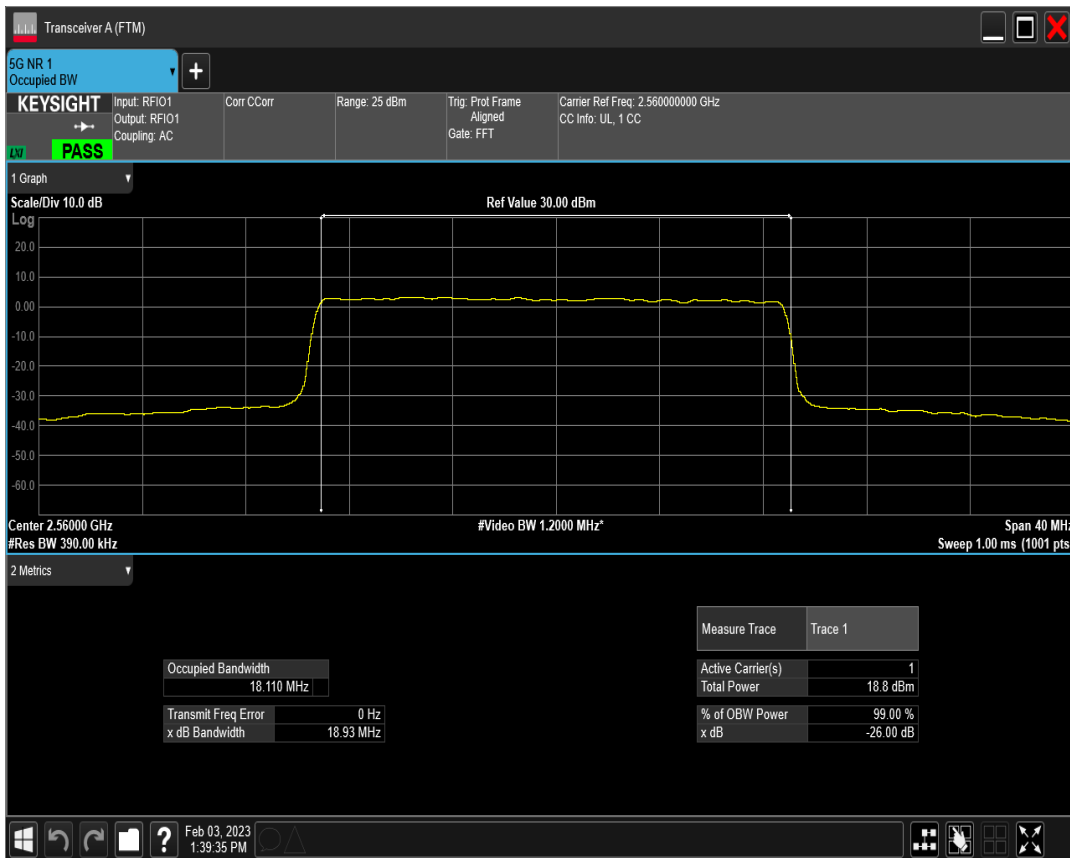 Transceiver A (FTM)
5G NR 1
Occupied BW
+
KEYSIGHT
LXI
PASS
Input: RFIO1
Output: RFIO1
Coupling: AC
Corr CCorr
Range: 25 dBm
Trig: Prot Frame
Aligned
Gate: FFT
Carrier Ref Freq: 2.560000000 GHz
CC Info: UL, 1 CC
1 Graph
Scale/Div 10.0 dB
Ref Value 30.00 dBm
Log
20.0
10.0
0.00
-10.0
-20.0
-30.0
-40.0
-50.0
-60.0
Center 2.56000 GHz
#Video BW 1.2000 MHz*
Span 40 MHz
#Res BW 390.00 kHz
Sweep 1.00 ms (1001 pts
2 Metrics
Measure Trace Trace 1
Occupied Bandwidth
18.110 MHz
Active Carrier(s) 1
Total Power 18.8 dBm
Transmit Freq Error 0 Hz
x dB Bandwidth 18.93 MHz
% of OBW Power 99.00 %
x dB -26.00 dB
?
Feb 03, 2023
1:39:35 PM